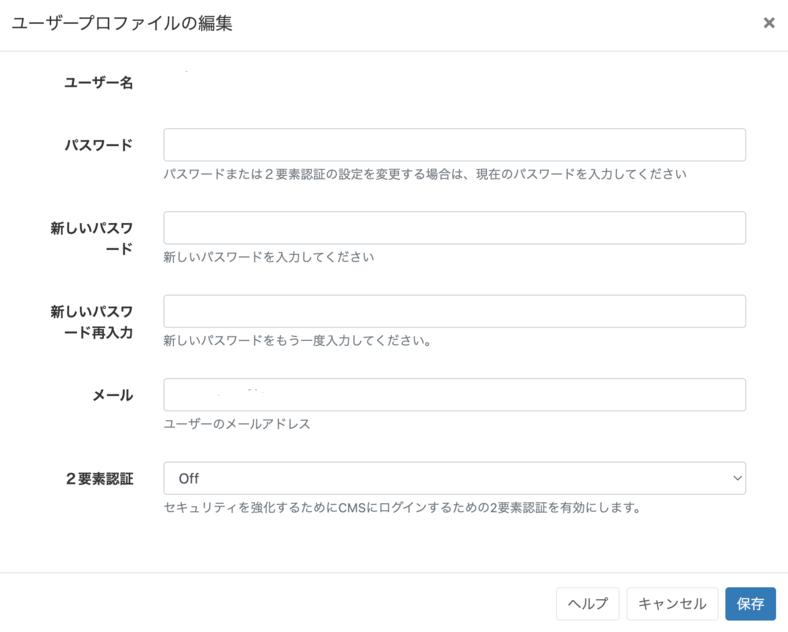 ユーザープロファイルの編集
×
ユーザー名
パスワード
パスワードまたは２要素認証の設定を変更する場合は、現在のパスワードを入力してください
新しいパスワ
ード
新しいパスワードを入力してください
新しいパスワ
ード再入力
新しいパスワードをもう一度入力してください。
メール
ユーザーのメールアドレス
２要素認証
Off
セキュリティを強化するためにCMSにログインするための2要素認証を有効にします。
ヘルプ
キャンセル
保存